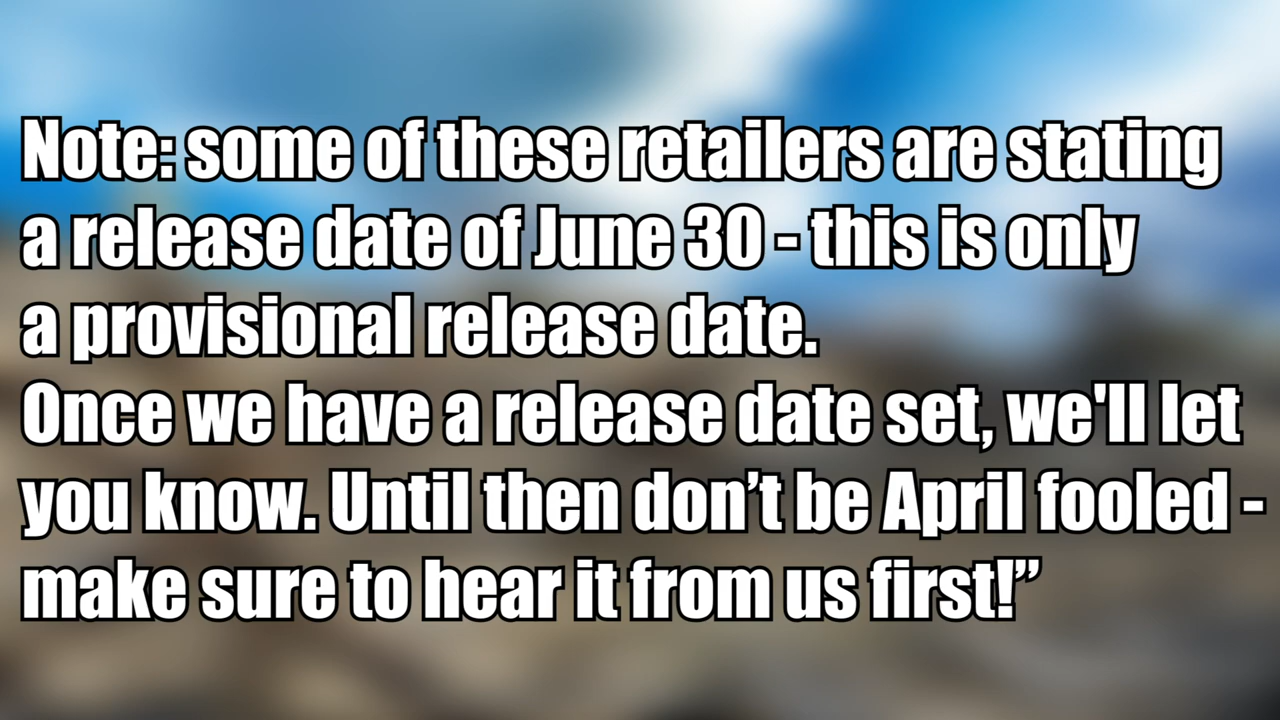 Note: some of these retailers are stating
a release date of June 30 - this is only
a provisional release date.
Once we have a release date set, we'll let
you know. Until then don’t be April fooled -
make sure to hear it from us first!”